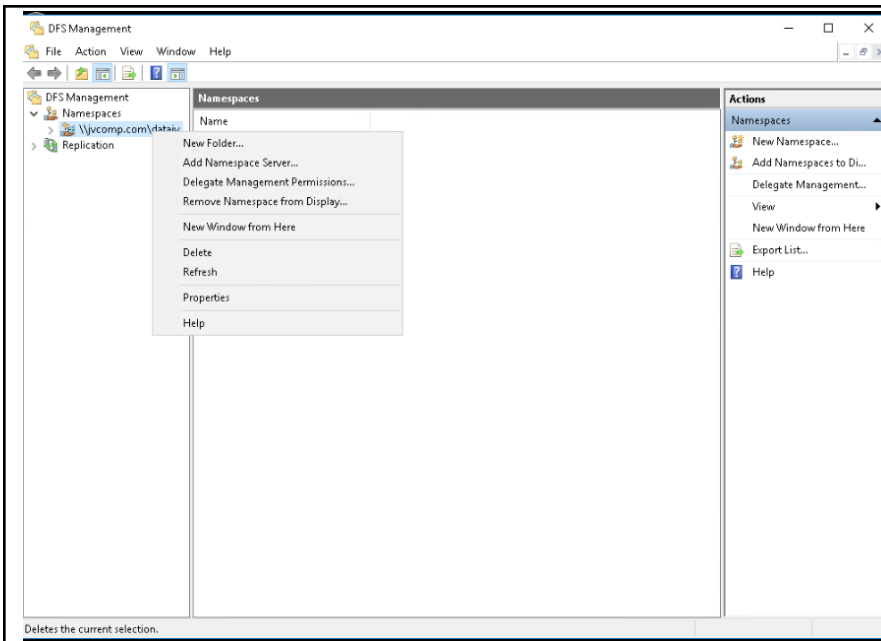 DFS Management
File Action View Window Help
DFS Management
Namespaces
\\jvcomp.com\dataiv
Replication
Namespaces
Name
New Folder...
Add Namespace Server...
Delegate Management Permissions...
Remove Namespace from Display...
New Window from Here
Delete
Refresh
Properties
Help
Actions
Namespaces
New Namespace...
Add Namespaces to Di...
Delegate Management...
View
New Window from Here
Export List...
Help
Deletes the current selection.